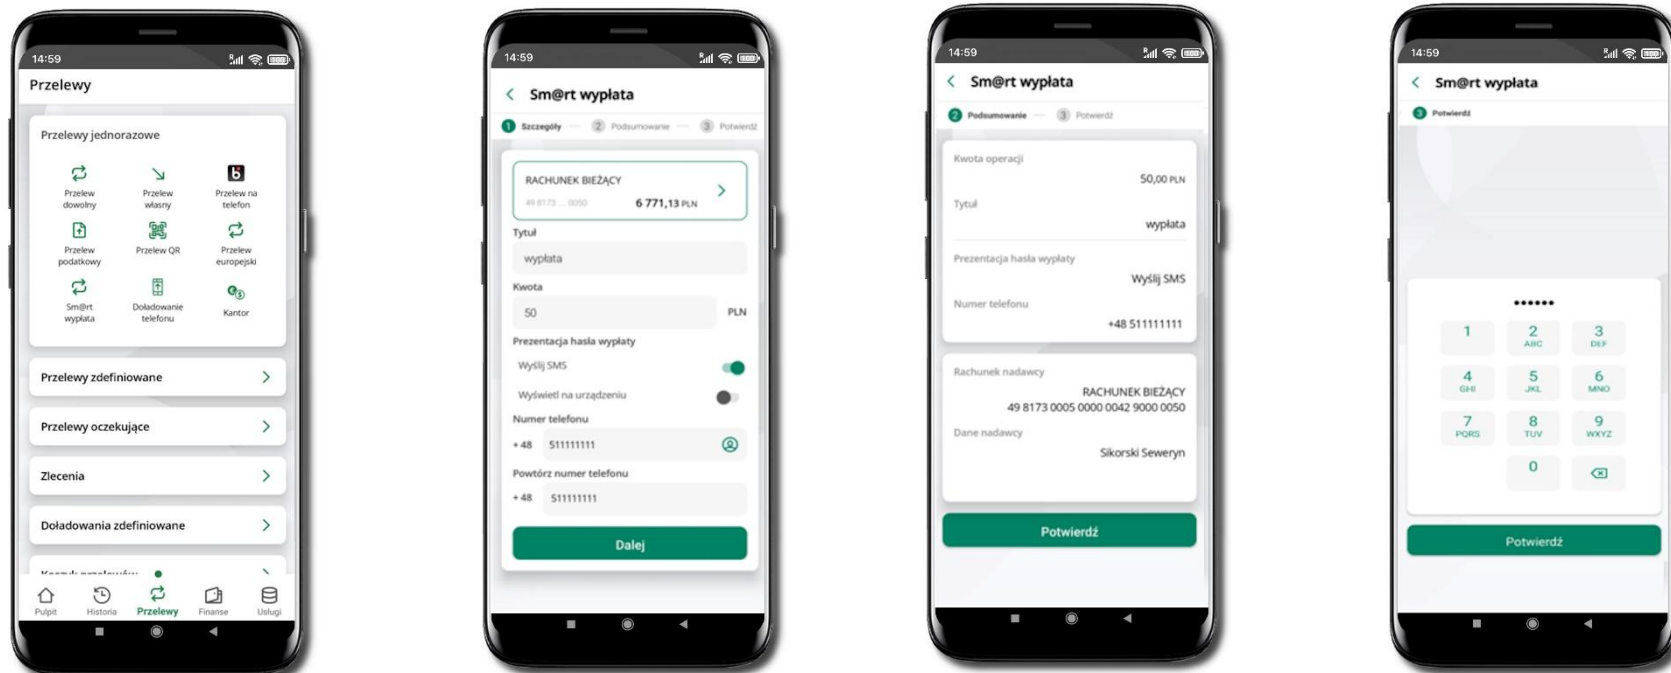 14:59
Przelewy
Przelewy jednorazowe
Przelew
dowolny
Przelew
własny
Przelew na
telefon
Przelew
podatkowy
Przelew QR
Przelew
europejski
Sm@rt
wypłata
Doładowanie
telefonu
Kantor
Przelewy zdefiniowane
Przelewy oczekujące
Zlecenia
Doładowania zdefiniowane
Koszyk przelewów
Pulpit
Historia
Przelewy
Finanse
Usługi
14:59
Sm@rt wypłata
1 Szczegóły
2 Podsumowanie
3 Potwierdź
RACHUNEK BIEŻĄCY
49 8173 ... 0050 6 771,13 PLN
Tytuł
wypłata
Kwota
50 PLN
Prezentacja hasła wypłaty
Wyślij SMS
Wyświetl na urządzeniu
Numer telefonu
+ 48 511111111
Powtórz numer telefonu
+ 48 511111111
Dalej
14:59
Sm@rt wypłata
2 Podsumowanie
3 Potwierdź
Kwota operacji
50,00 PLN
Tytuł
wypłata
Prezentacja hasła wypłaty
Wyślij SMS
Numer telefonu
+48 511111111
Rachunek nadawcy
RACHUNEK BIEŻĄCY
49 8173 0005 0000 0042 9000 0050
Dane nadawcy
Sikorski Seweryn
Potwierdź
14:59
Sm@rt wypłata
3 Potwierdź
••••••
1
2
ABC
3
DEF
4
GHI
5
JKL
6
MNO
7
PQRS
8
TUV
9
WXYZ
0
Potwierdź